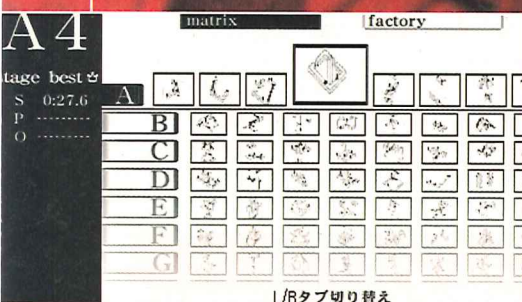 matrix
factory
A4
tage best
S 0:27.6
P ---------
O ---------
A
B
C
D
E
F
G
L/Rタブ切り替え